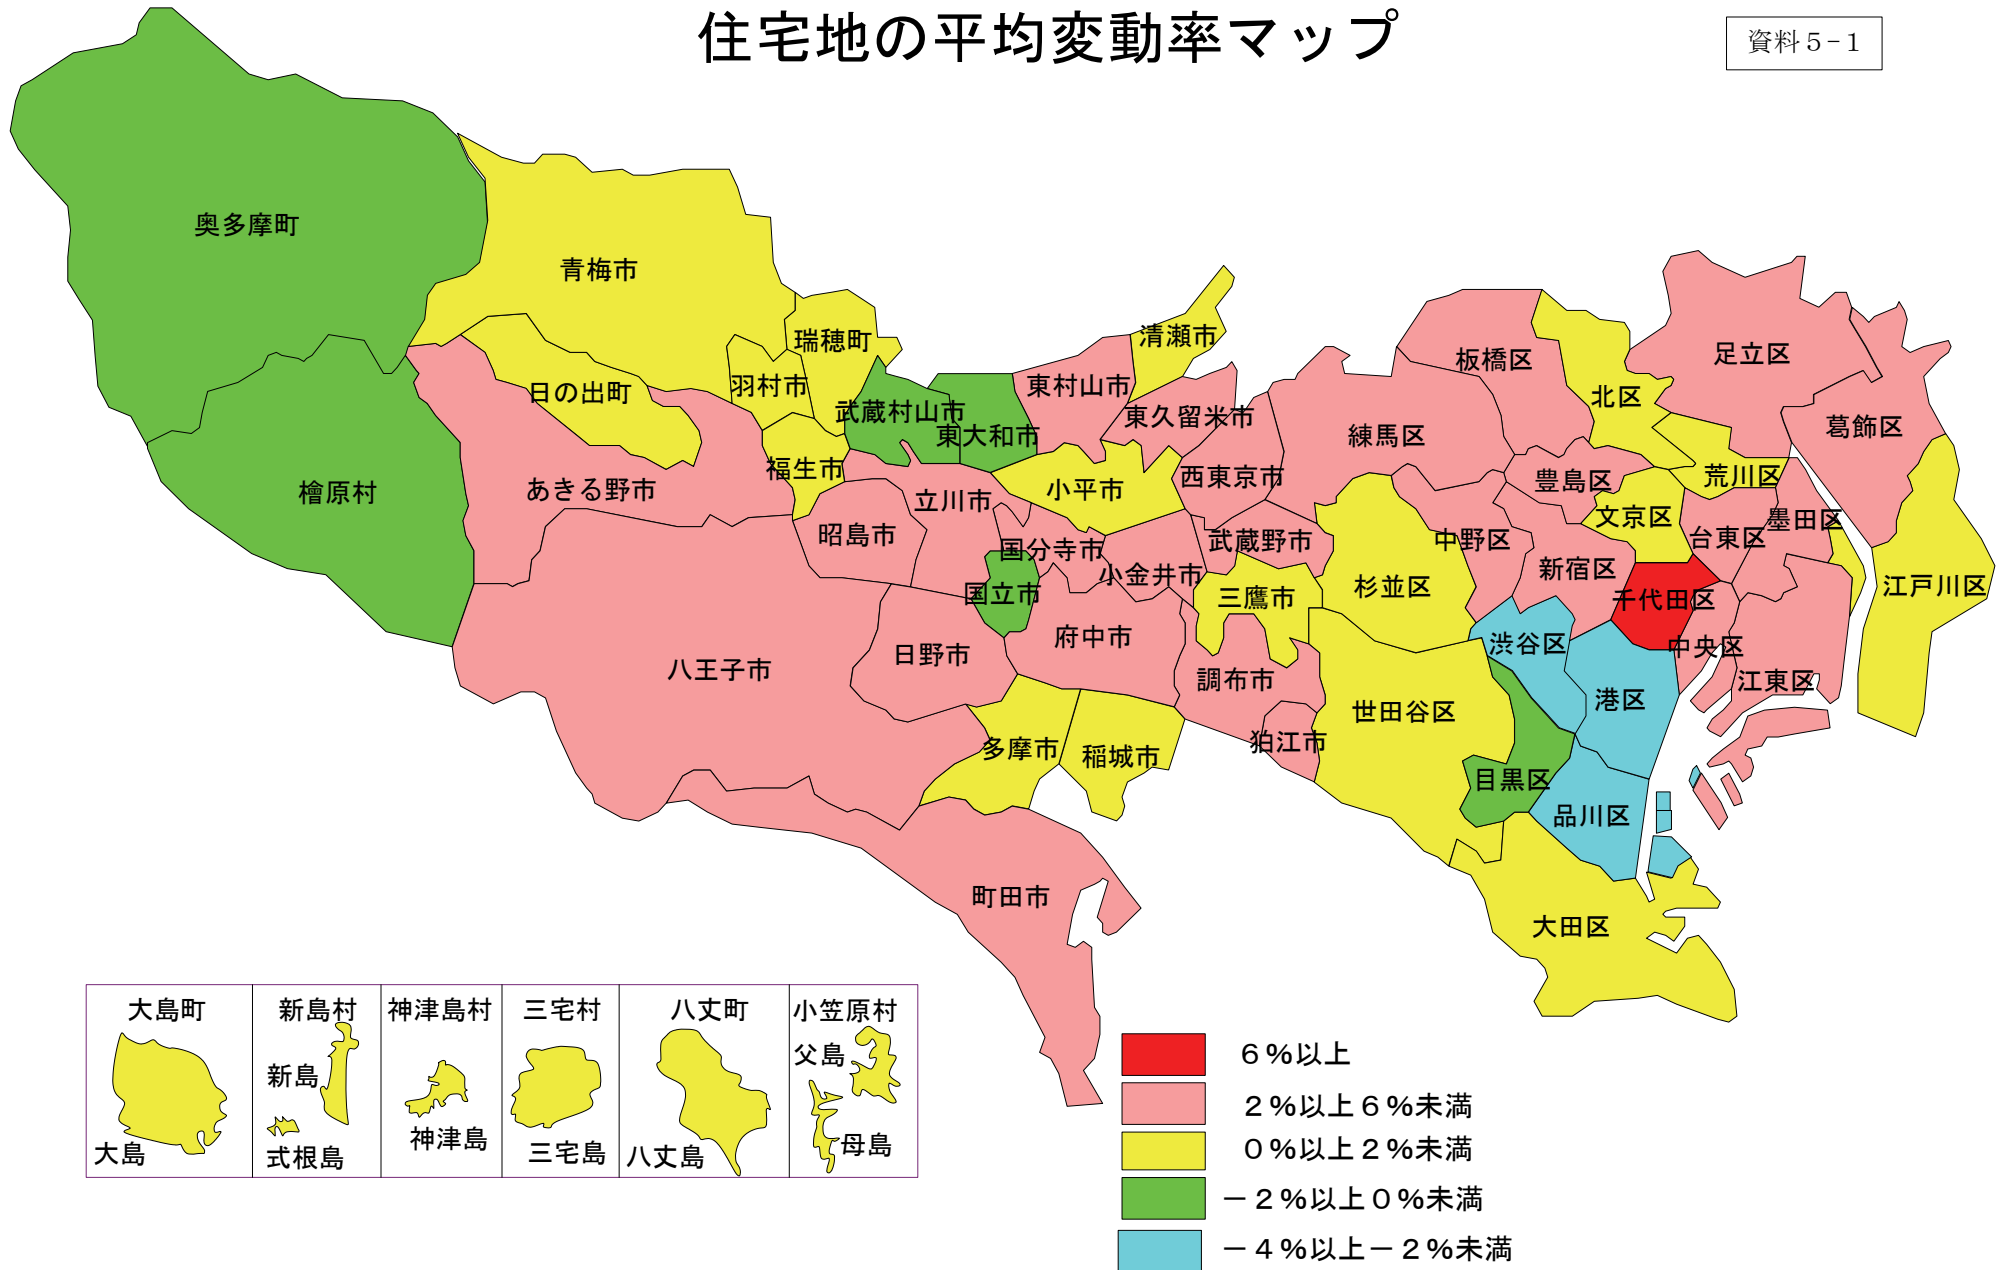 住宅地の平均変動率マップ
資料５-１
奥多摩町
青梅市
瑞穂町
清瀬市
羽村市
日の出町
武蔵村山市
東大和市
東村山市
東久留米市
板橋区
北区
足立区
葛飾区
練馬区
檜原村
あきる野市
福生市
立川市
小平市
西東京市
豊島区
荒川区
昭島市
国分寺市
小金井市
武蔵野市
中野区
文京区
台東区
墨田区
新宿区
杉並区
三鷹市
国立市
千代田区
江戸川区
八王子市
日野市
府中市
調布市
渋谷区
中央区
世田谷区
港区
江東区
多摩市
稲城市
狛江市
目黒区
品川区
町田市
大田区
大島町
新島村
神津島村
三宅村
八丈町
小笠原村
父島
新島
大島
式根島
神津島
三宅島
八丈島
母島
６%以上
２%以上６%未満
０%以上２%未満
－２%以上０%未満
－４%以上－２%未満